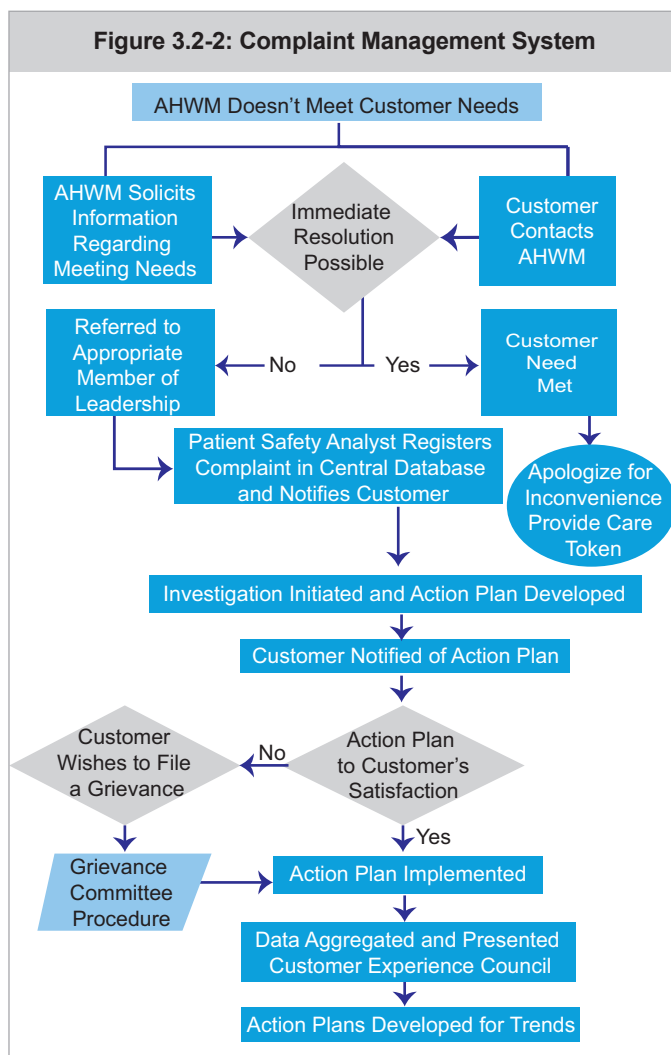 Figure 3.2-2: Complaint Management System
AHWM Doesn't Meet Customer Needs
AHWM Solicits
Information
Regarding
Meeting Needs
Immediate
Resolution
Possible
Customer
Contacts
AHWM
Referred to
Appropriate
Member of
Leadership
No
Yes
Customer
Need
Met
Patient Safety Analyst Registers
Complaint in Central Database
and Notifies Customer
Apologize for
Inconvenience
Provide Care
Token
Investigation Initiated and Action Plan Developed
Customer Notified of Action Plan
Customer
Wishes to File
a Grievance
No
Action Plan
to Customer's
Satisfaction
Yes
Grievance
Committee
Procedure
Action Plan Implemented
Data Aggregated and Presented
Customer Experience Council
Action Plans Developed for Trends